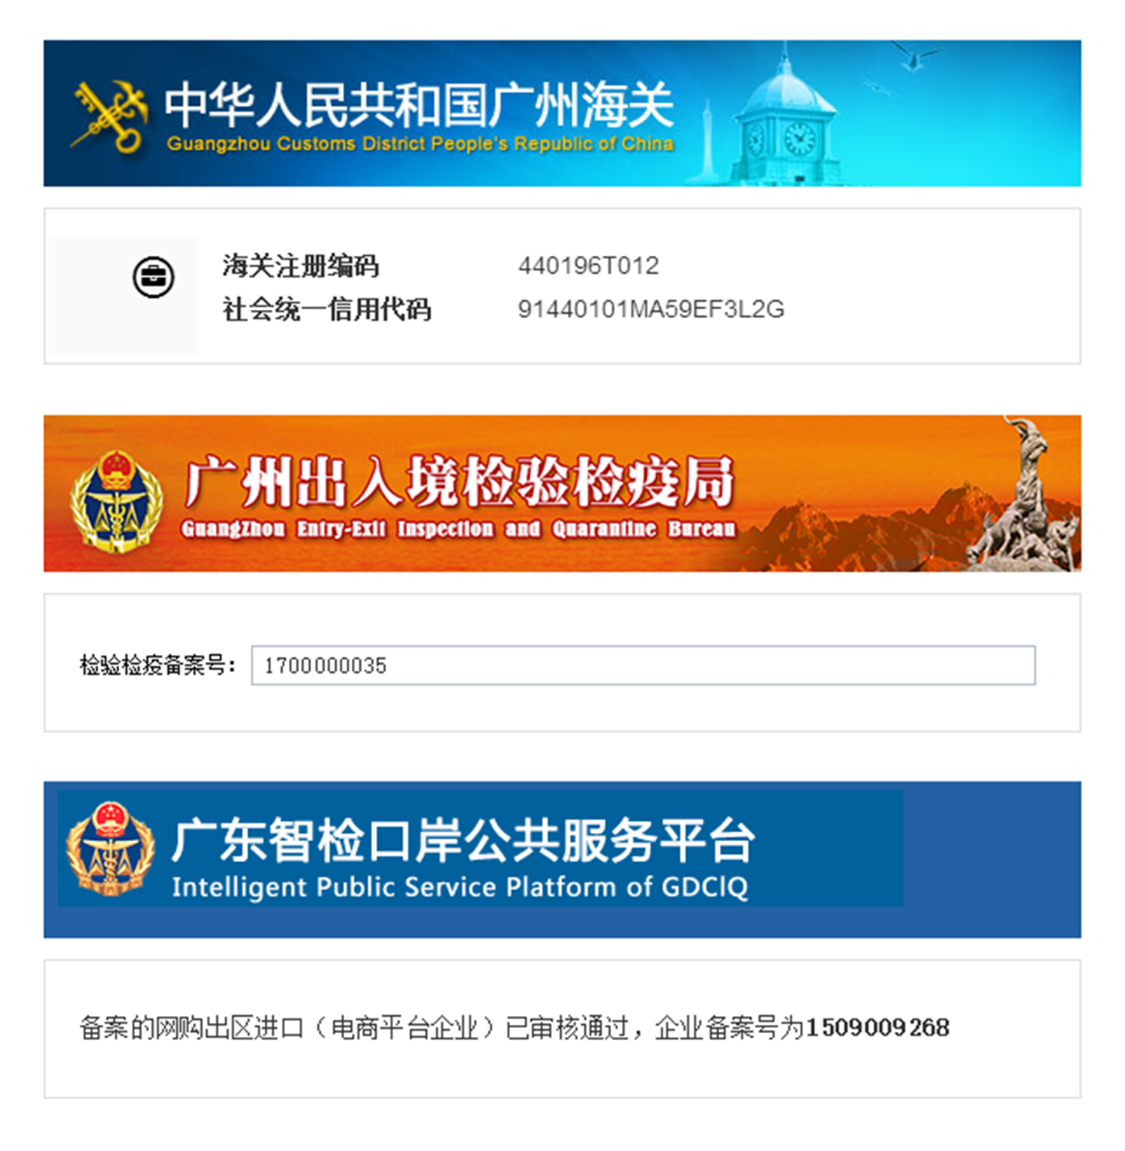 中华人民共和国广州海关
Guangzhou Customs District People's Republic of China
海关注册编码 440196T012
社会统一信用代码 91440101MA59EF3L2G
广州出入境检验检疫局
GuangZhou Entry-Exit Inspection and Quarantine Bureau
检验检疫备案号: 1700000035
广东智检口岸公共服务平台
Intelligent Public Service Platform of GDCIQ
备案的网购出区进口（电商平台企业）已审核通过，企业备案号为1509009268